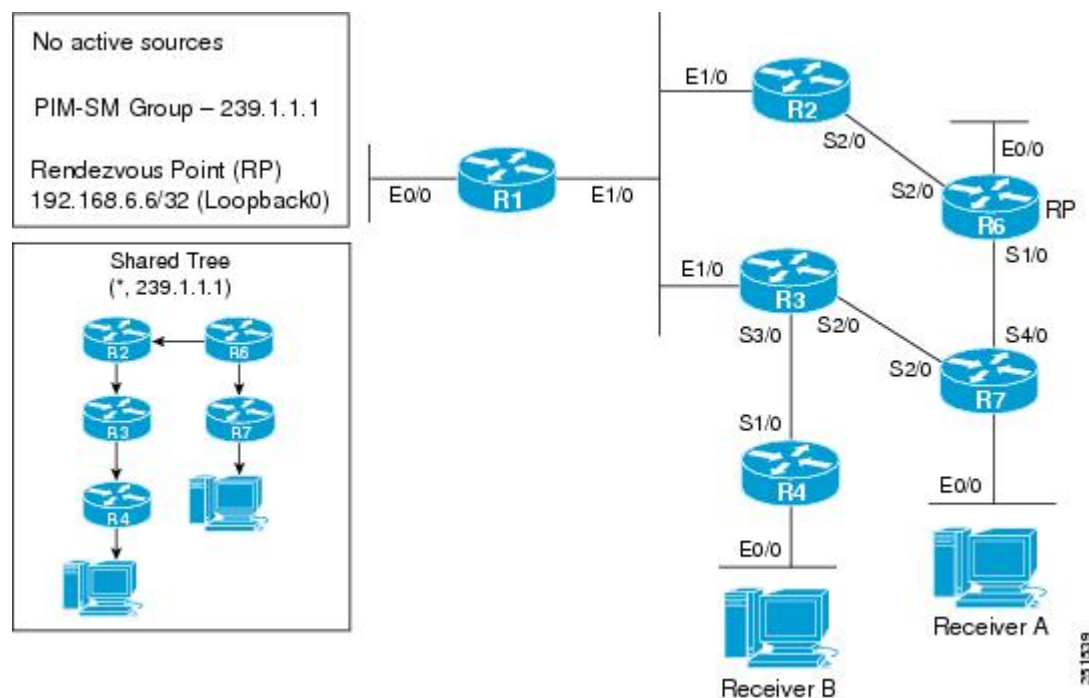 No active sources
PIM-SM Group – 239.1.1.1
Rendezvous Point (RP)
192.168.6.6/32 (Loopback0)
Shared Tree
(*, 239.1.1.1)
R2
R6
R3
R7
R4
E0/0
R1
E1/0
E1/0
R2
S2/0
E0/0
S2/0
R6
RP
S1/0
E1/0
R3
S3/0
S2/0
S4/0
S2/0
R7
S1/0
R4
E0/0
E0/0
Receiver A
Receiver B